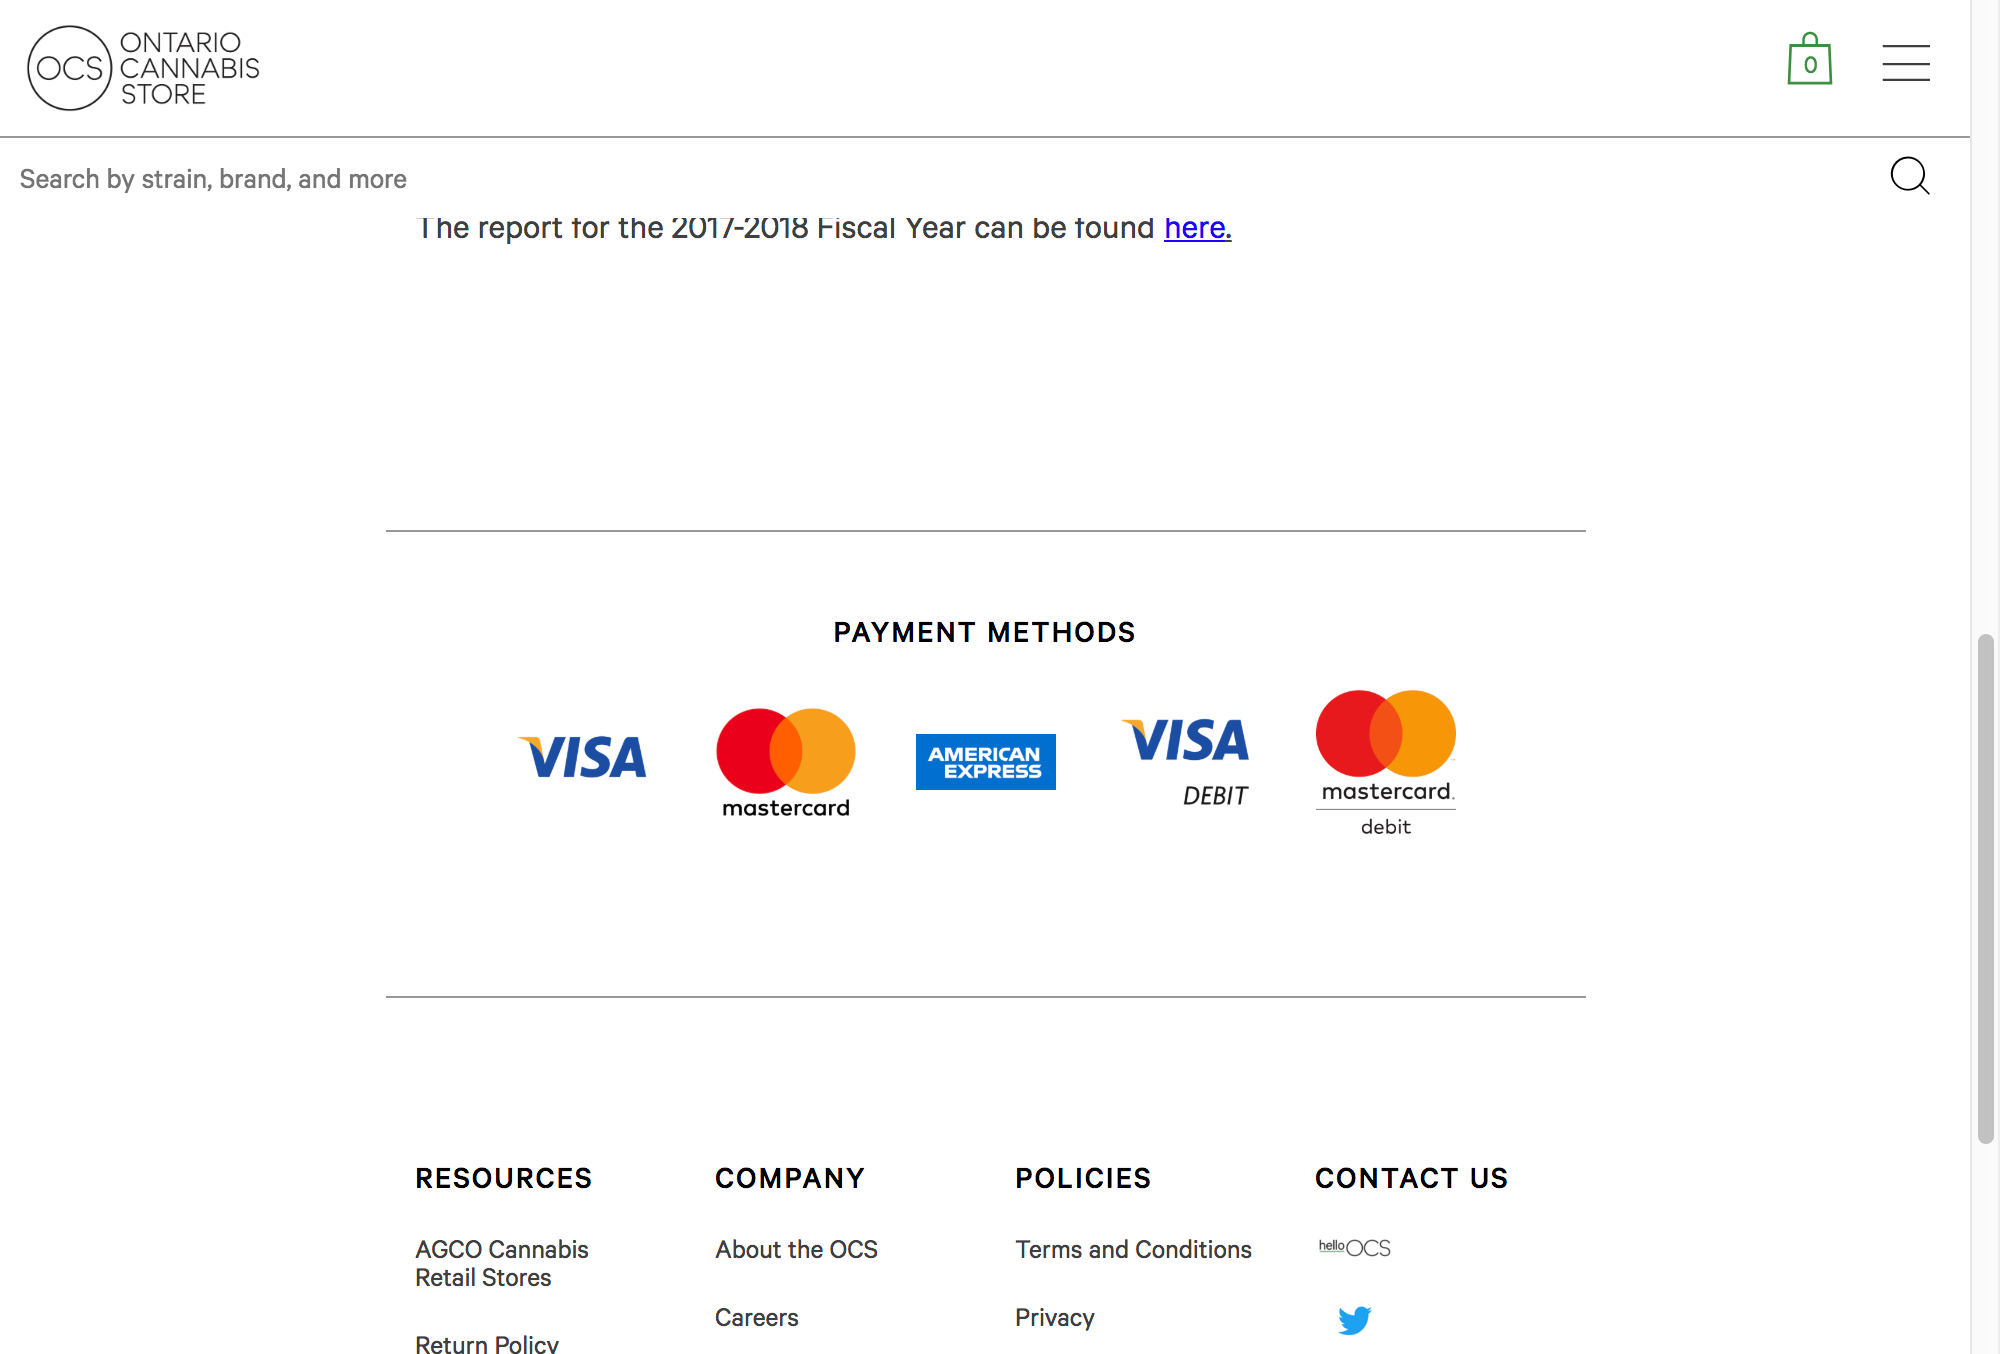 OCS
ONTARIO
CANNABIS
STORE
0
Search by strain, brand, and more
The report for the 2017-2018 Fiscal Year can be found here.
PAYMENT METHODS
VISA
mastercard
AMERICAN
EXPRESS
VISA
DEBIT
mastercard.
debit
RESOURCES
AGCO Cannabis
Retail Stores
Return Policy
COMPANY
About the OCS
Careers
POLICIES
Terms and Conditions
Privacy
CONTACT US
hello OCS